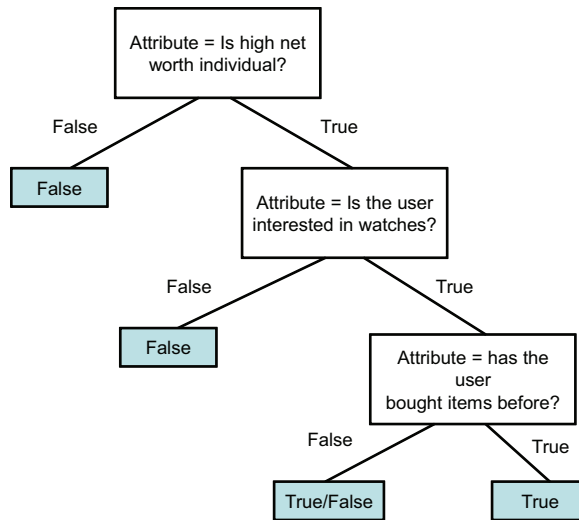 Attribute = Is high net
worth individual?
False
True
False
Attribute = Is the user
interested in watches?
False
True
False
Attribute = has the
user
bought items before?
False
True
True/False
True